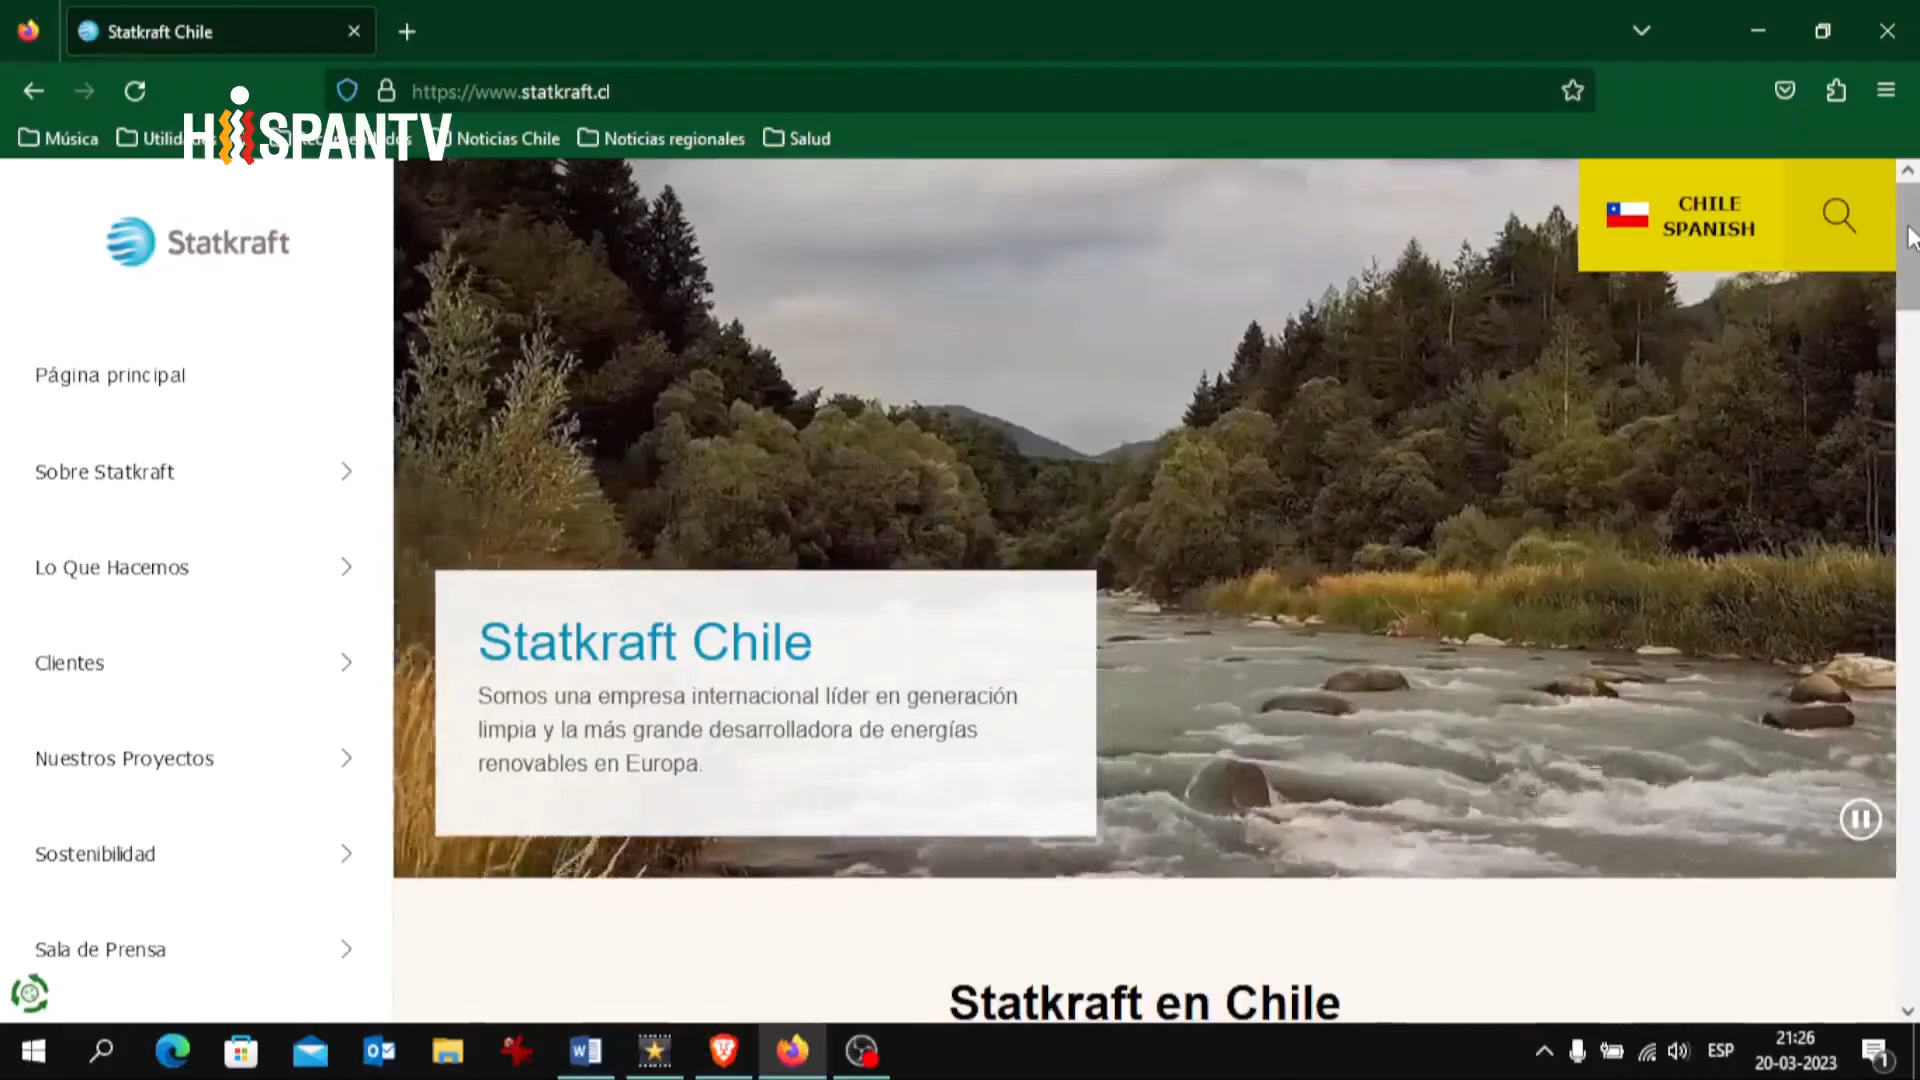 Statkraft Chile
https://www.statkraft.cl
HISPANTV
Música
Noticias Chile
Noticias regionales
Salud
Statkraft
CHILE
SPANISH
Página principal
Sobre Statkraft
Lo Que Hacemos
Clientes
Nuestros Proyectos
Sostenibilidad
Sala de Prensa
Statkraft Chile
Somos una empresa internacional líder en generación
limpia y la más grande desarrolladora de energías
renovables en Europa.
Statkraft en Chile
ESP
21:26
20-03-2023
1